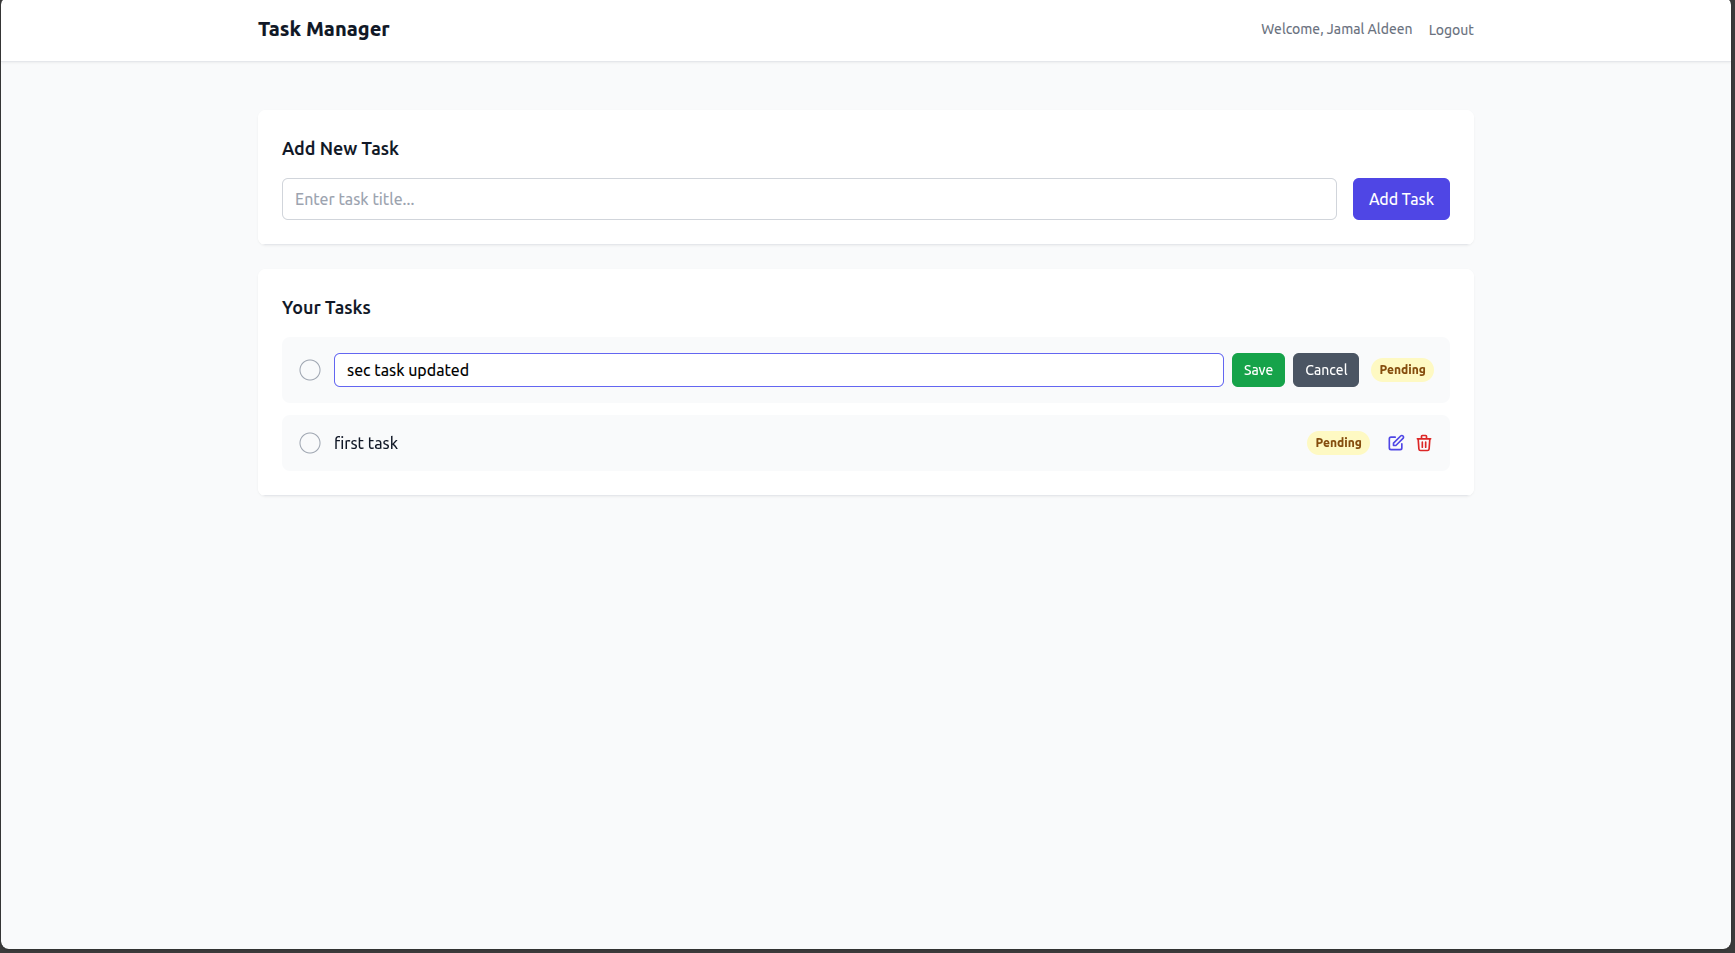 Task Manager
Welcome, Jamal Aldeen Logout
Add New Task
Enter task title...
Add Task
Your Tasks
sec task updated
Save
Cancel
Pending
first task
Pending